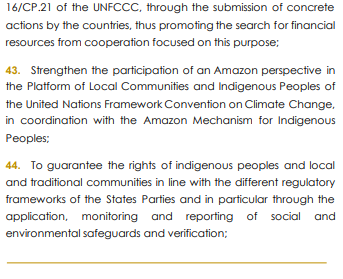 16/CP.21 of the UNFCCC, through the submission of concrete
actions by the countries, thus promoting the search for financial
resources from cooperation focused on this purpose;
43. Strengthen the participation of an Amazon perspective in
the Platform of Local Communities and Indigenous Peoples of
the United Nations Framework Convention on Climate Change,
in coordination with the Amazon Mechanism for Indigenous
Peoples;
44. To guarantee the rights of indigenous peoples and local
and traditional communities in line with the different regulatory
frameworks of the States Parties and in particular through the
application, monitoring and reporting of social and
environmental safeguards and verification;